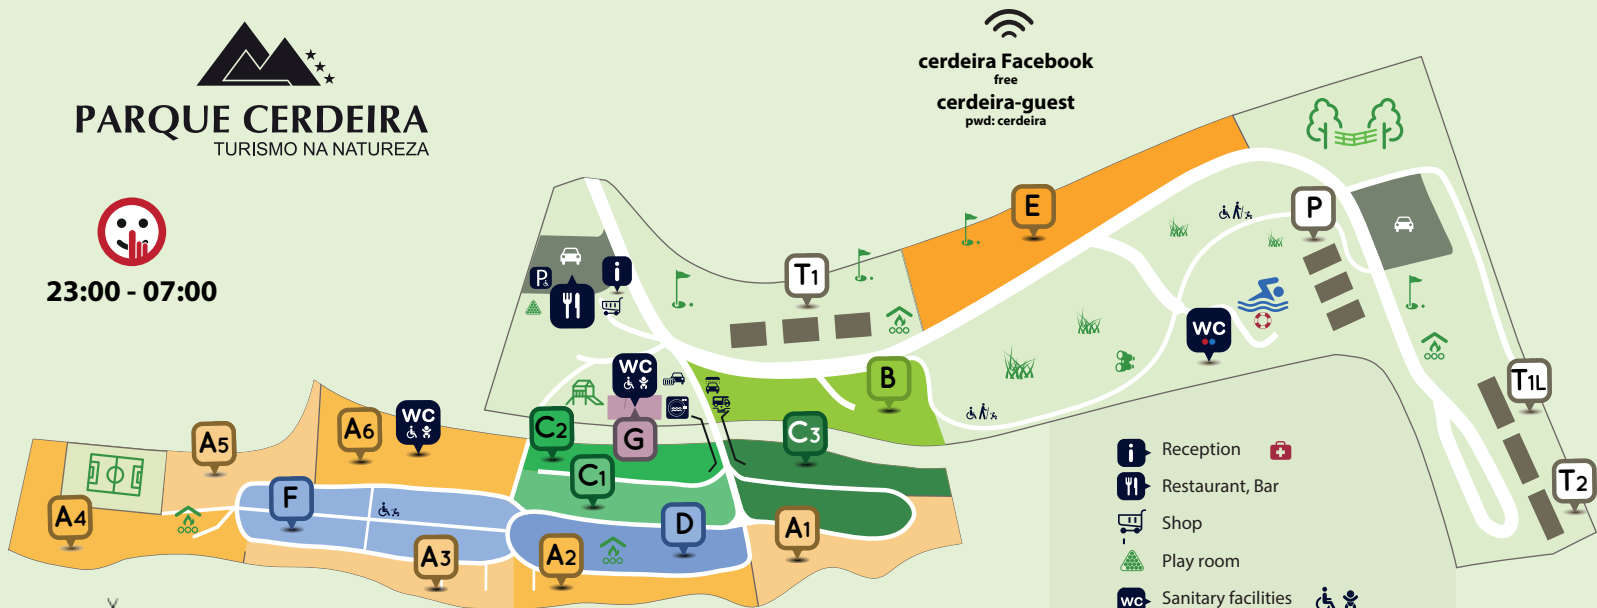 PARQUE CERDEIRA
TURISMO NA NATUREZA
23:00 - 07:00
cerdeira Facebook
free
cerdeira-guest
pwd: cerdeira
E
P
T1
i
P
WC
WC
B
T1L
T2
C2
G
C3
C1
A6
WC
A5
A4
F
A3
A2
D
A1
i Reception
Restaurant, Bar
Shop
Play room
WC Sanitary facilities